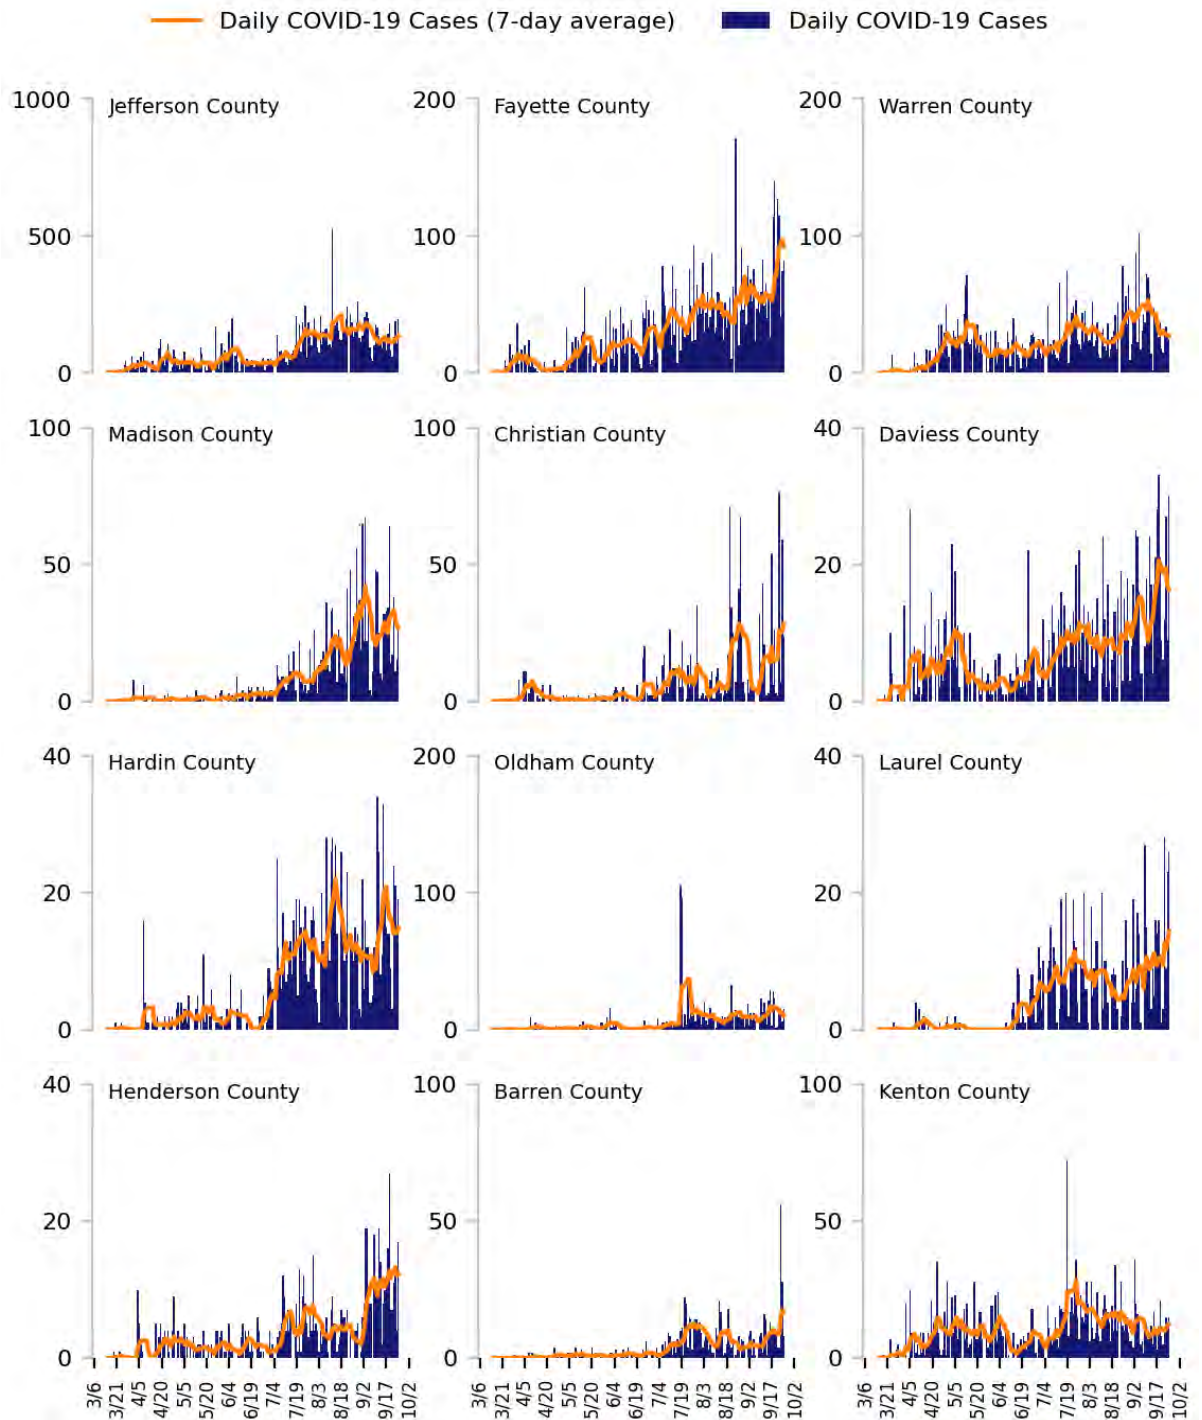 Daily COVID-19 Cases (7-day average) Daily COVID-19 Cases
1000 Jefferson County 200 Fayette County 200 Warren County
500 100 100
0 0 0
100 Madison County 100 Christian County 40 Daviess County
50 50 20
0 0 0
40 Hardin County 200 Oldham County 40 Laurel County
20 100 20
0 0 0
40 Henderson County 100 Barren County 100 Kenton County
20 50 50
0 0 0
3/6 3/21 4/5 4/20 5/5 5/20 6/4 6/19 7/4 7/19 8/3 8/18 9/2 9/17 10/2 3/6 3/21 4/5 4/20 5/5 5/20 6/4 6/19 7/4 7/19 8/3 8/18 9/2 9/17 10/2 3/6 3/21 4/5 4/20 5/5 5/20 6/4 6/19 7/4 7/19 8/3 8/18 9/2 9/17 10/2